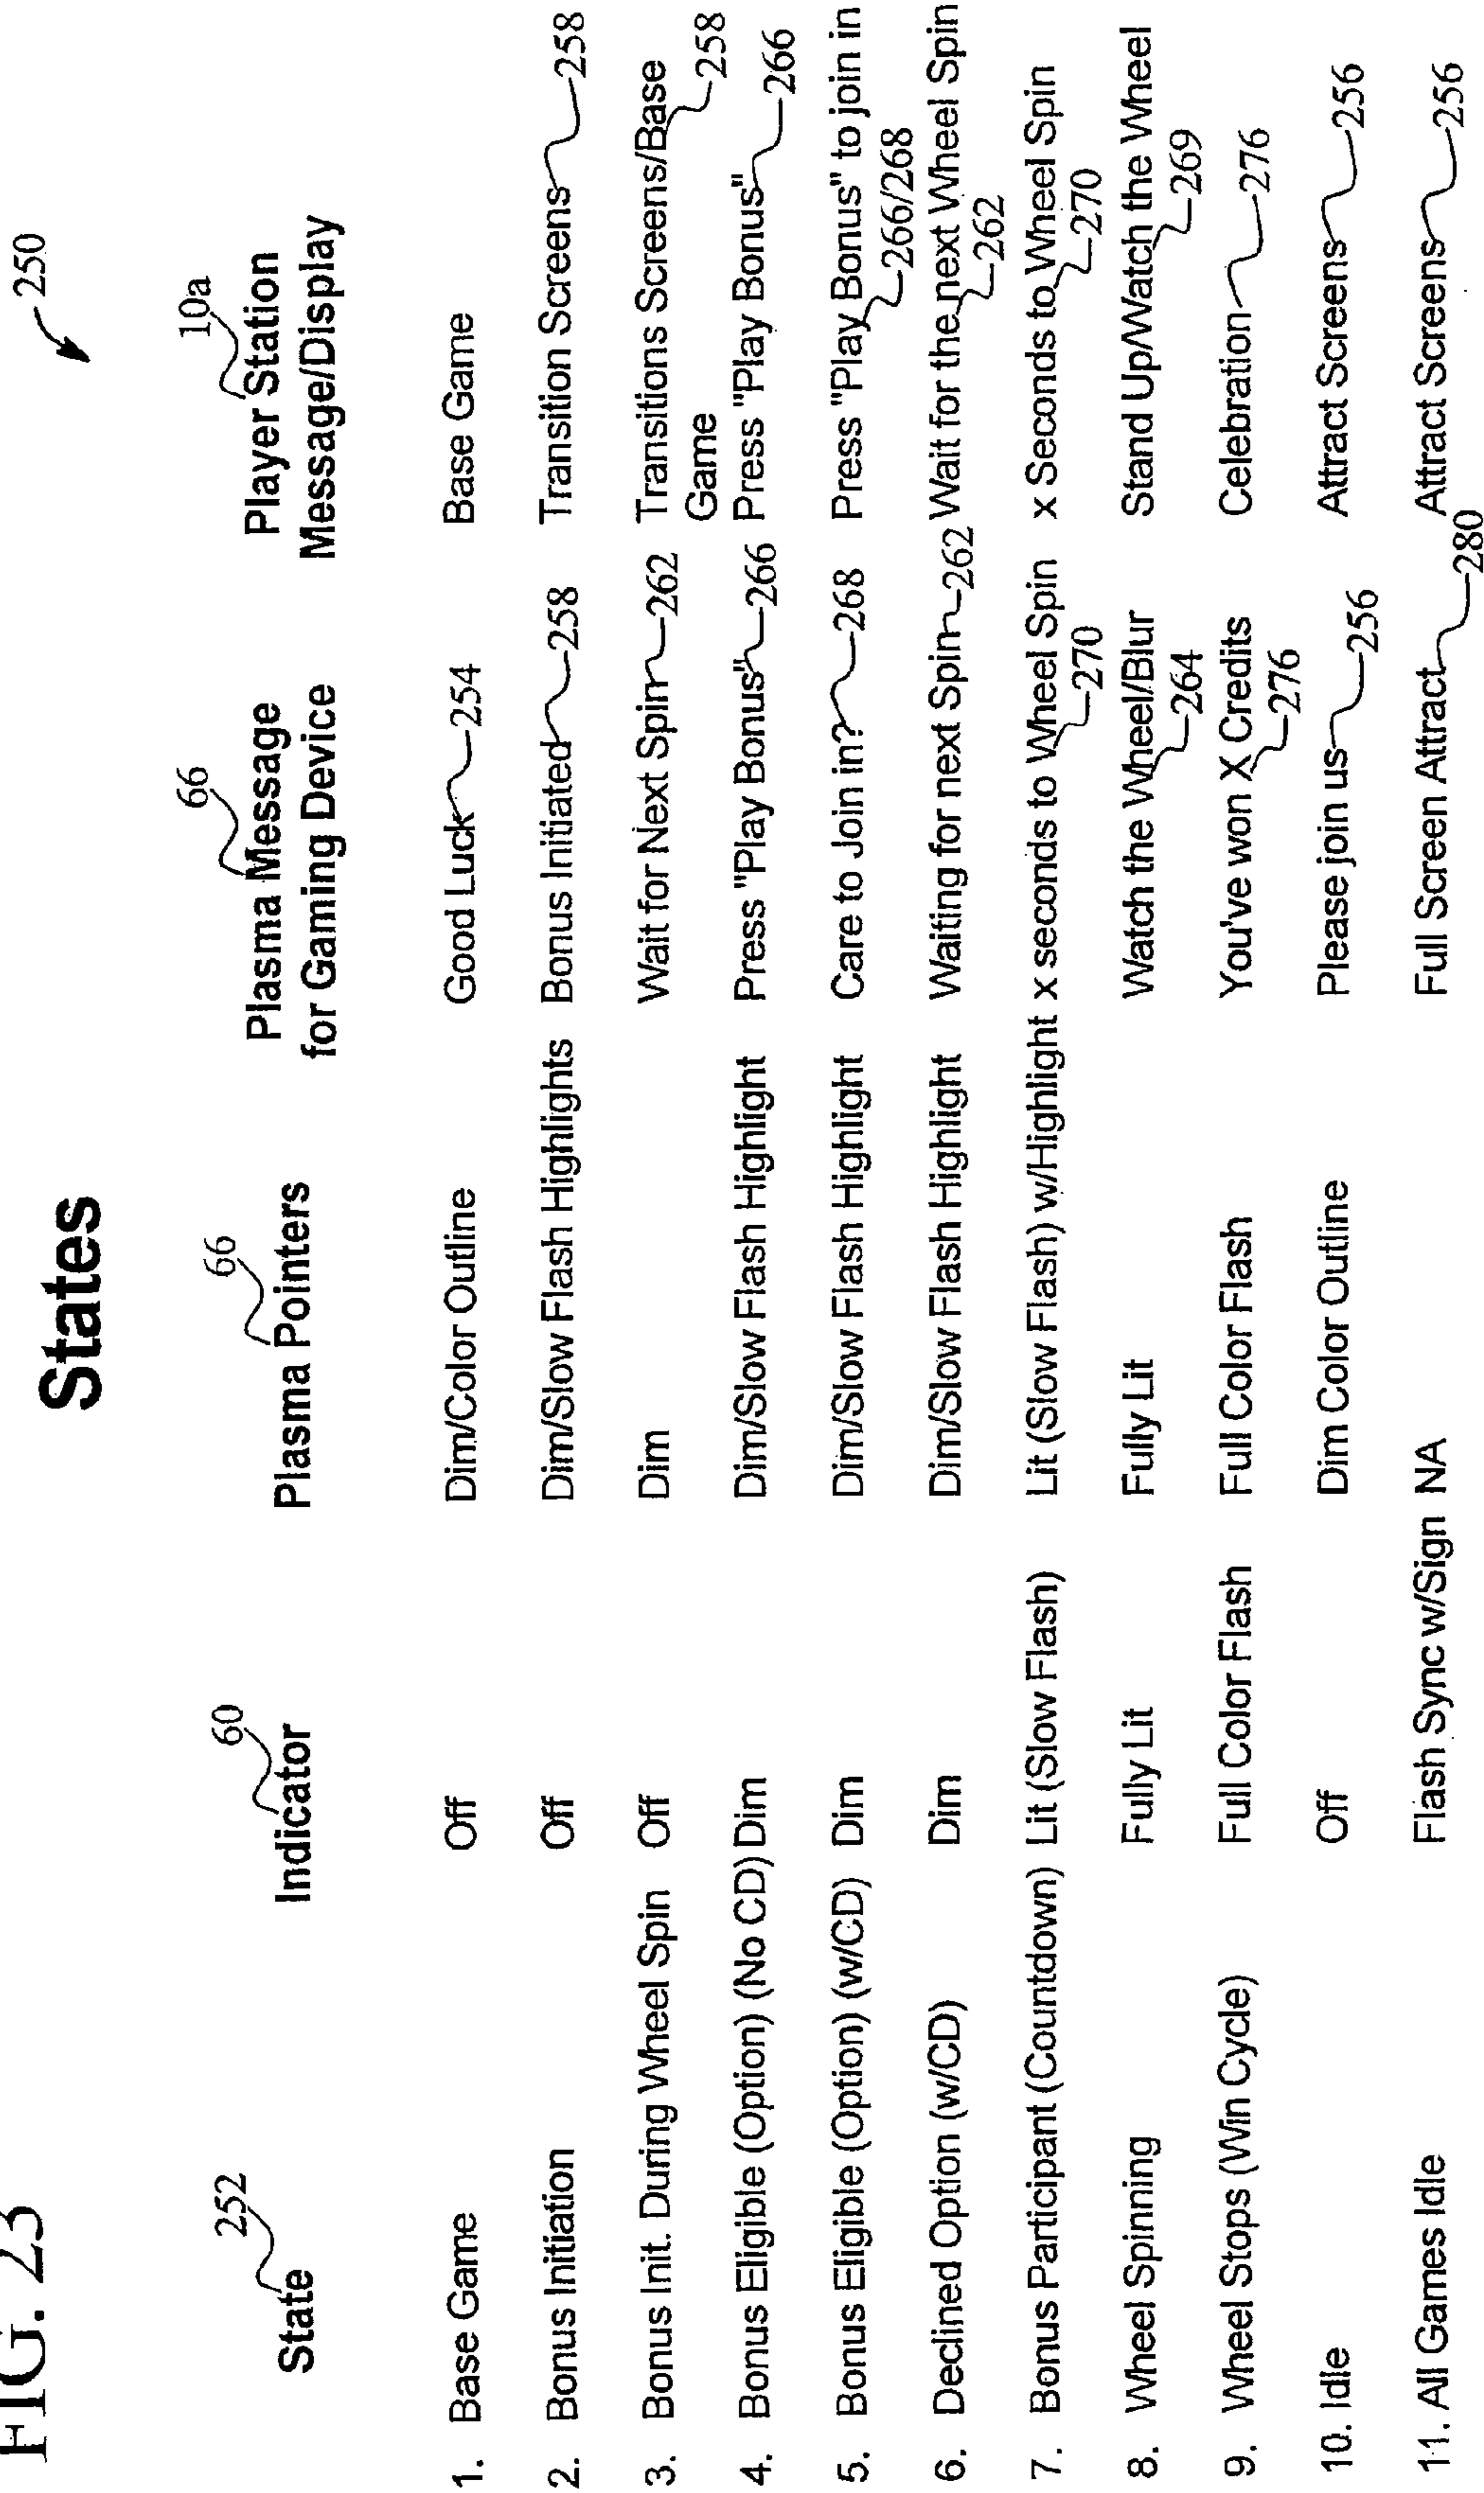 FIG. 23
States
250
252
60
66
66
10a
State Indicator Plasma Pointers Plasma Message for Gaming Device Player Station Message/Display
1. Base Game Off Dim/Color Outline Good Luck 254 Base Game
2. Bonus Initiation Off Dim/Slow Flash Highlights Bonus Initiated 258 Transition Screens 258
3. Bonus Init. During Wheel Spin Off Dim Wait for Next Spin 262 Transitions Screens/Base
Game 258
4. Bonus Eligible (Option) (No CD) Dim Dim/Slow Flash Highlight Press "Play Bonus" 266 Press "Play Bonus" 266
5. Bonus Eligible (Option) (w/CD) Dim Dim/Slow Flash Highlight Care to Join in? 268 Press "Play Bonus" to join in
266/268
6. Declined Option (w/CD) Dim Dim/Slow Flash Highlight Waiting for next Spin 262 Wait for the next Wheel Spin
262
7. Bonus Participant (Countdown) Lit (Slow Flash) Lit (Slow Flash) w/Highlight x seconds to Wheel Spin x Seconds to Wheel Spin
270 270
8. Wheel Spinning Fully Lit Fully Lit Watch the Wheel/Blur Stand Up/Watch the Wheel
264 269
9. Wheel Stops (Win Cycle) Full Color Flash Full Color Flash You've won X Credits Celebration 276
276
10. Idle Off Dim Color Outline Please join us 256 Attract Screens 256
11. All Games Idle Flash Sync w/Sign NA Full Screen Attract 280 Attract Screens 256